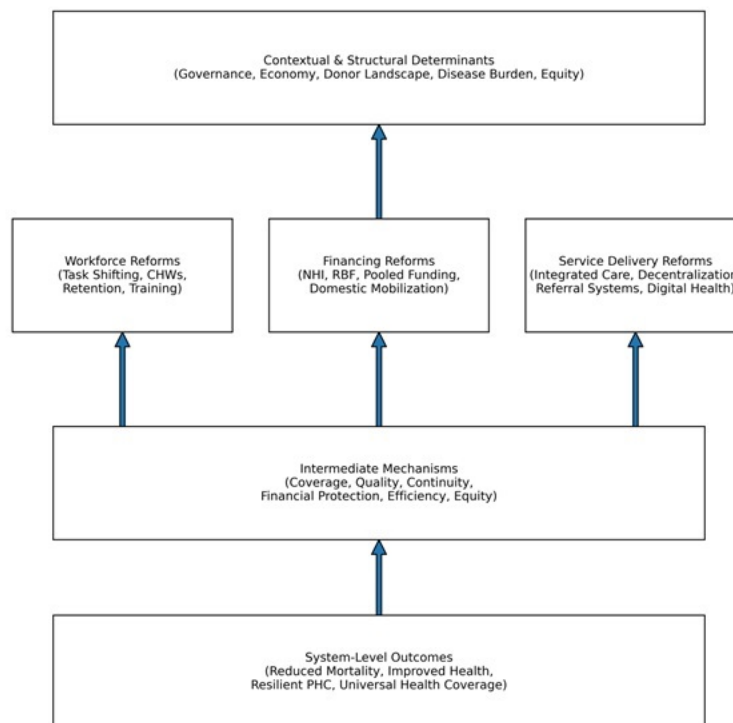 Contextual & Structural Determinants
(Governance, Economy, Donor Landscape, Disease Burden, Equity)
Workforce Reforms
(Task Shifting, CHWs,
Retention, Training)
Financing Reforms
(NHI, RBF, Pooled Funding,
Domestic Mobilization)
Service Delivery Reforms
(Integrated Care, Decentralization,
Referral Systems, Digital Health)
Intermediate Mechanisms
(Coverage, Quality, Continuity,
Financial Protection, Efficiency, Equity)
System-Level Outcomes
(Reduced Mortality, Improved Health,
Resilient PHC, Universal Health Coverage)